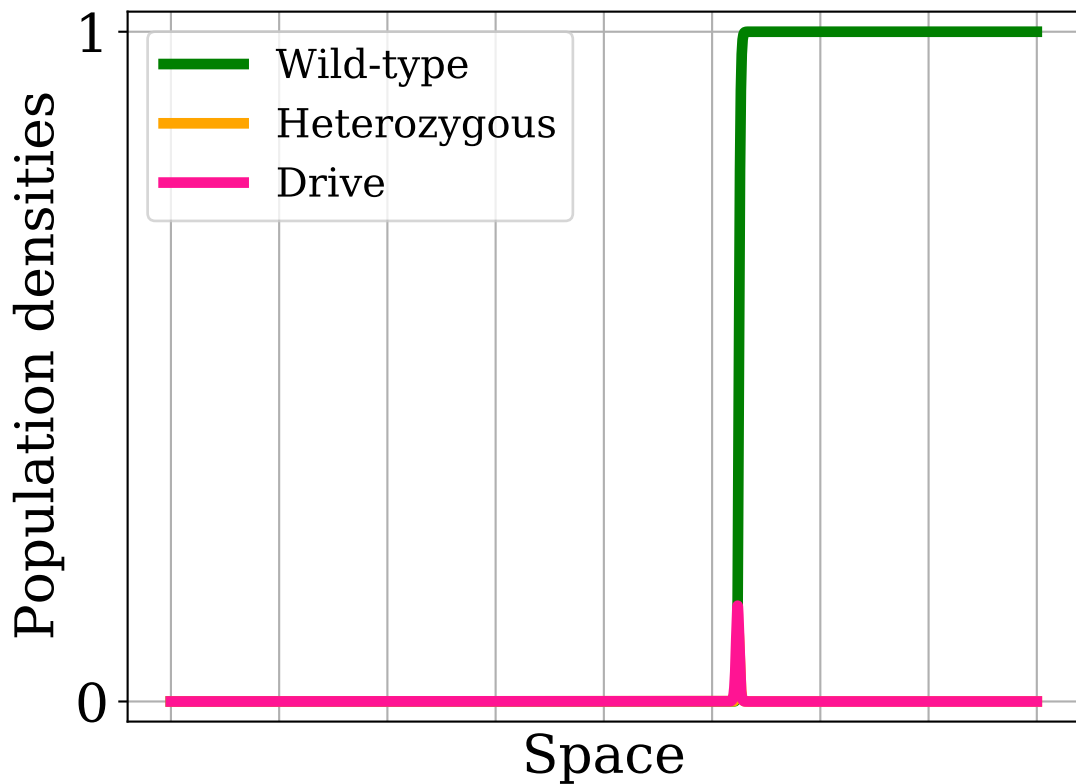 1
Wild-type
Heterozygous
Drive
Population densities
0
Space